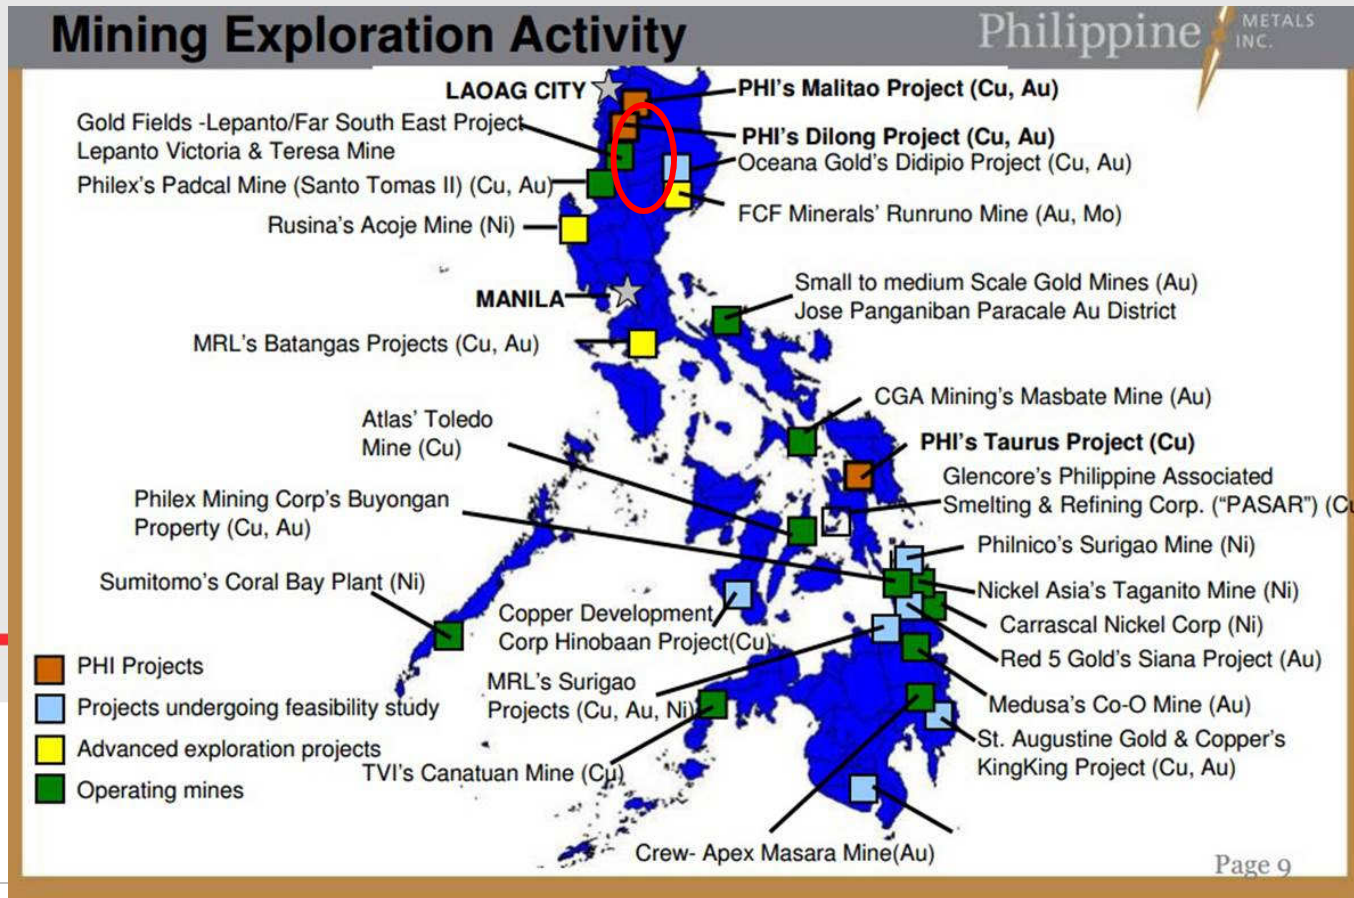 Mining Exploration Activity
Philippine METALS INC.
LAOAG CITY
PHI's Malitao Project (Cu, Au)
Gold Fields -Lepanto/Far South East Project
Lepanto Victoria & Teresa Mine
PHI's Dilong Project (Cu, Au)
Oceana Gold's Didipio Project (Cu, Au)
Philex's Padcal Mine (Santo Tomas II) (Cu, Au)
FCF Minerals' Runruno Mine (Au, Mo)
Rusina's Acoje Mine (Ni)
MANILA
Small to medium Scale Gold Mines (Au)
Jose Panganiban Paracale Au District
MRL's Batangas Projects (Cu, Au)
CGA Mining's Masbate Mine (Au)
Atlas' Toledo
Mine (Cu)
PHI's Taurus Project (Cu)
Glencore's Philippine Associated
Smelting & Refining Corp. ("PASAR") (Cu
Philex Mining Corp's Buyongan
Property (Cu, Au)
Philnico's Surigao Mine (Ni)
Sumitomo's Coral Bay Plant (Ni)
Nickel Asia's Taganito Mine (Ni)
Copper Development
Corp Hinobaan Project(Cu)
Carrascal Nickel Corp (Ni)
Red 5 Gold's Siana Project (Au)
MRL's Surigao
Projects (Cu, Au, Ni)
Medusa's Co-O Mine (Au)
St. Augustine Gold & Copper's
KingKing Project (Cu, Au)
TVI's Canatuan Mine (Cu)
Crew- Apex Masara Mine(Au)
PHI Projects
Projects undergoing feasibility study
Advanced exploration projects
Operating mines
Page 9